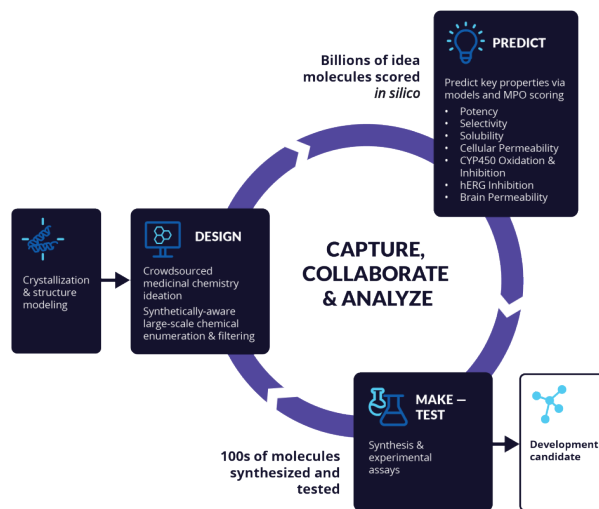 Billions of idea
molecules scored
in silico
PREDICT
Predict key properties via
models and MPO scoring
• Potency
• Selectivity
• Solubility
• Cellular Permeability
• CYP450 Oxidation &
Inhibition
• hERG Inhibition
• Brain Permeability
Crystallization
& structure
modeling
DESIGN
Crowdsourced
medicinal chemistry
ideation
Synthetically-aware
large-scale chemical
enumeration & filtering
CAPTURE,
COLLABORATE
& ANALYZE
MAKE –
TEST
Synthesis &
experimental
assays
100s of molecules
synthesized and
tested
Development
candidate